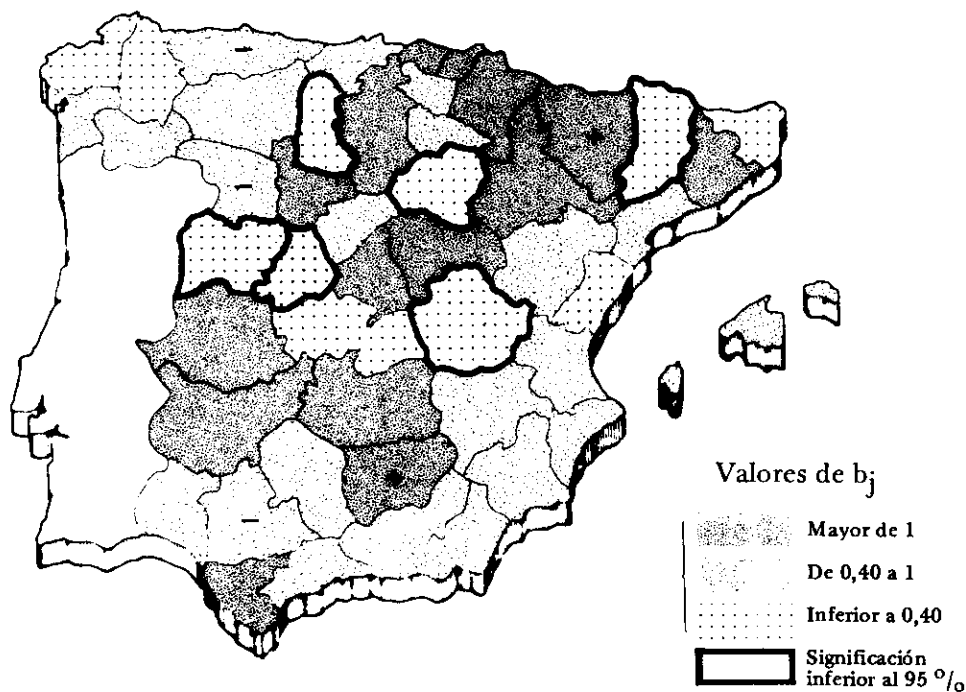 Valores de bj
Mayor de 1
De 0,40 a 1
Inferior a 0,40
Significación
inferior al 95 º/o